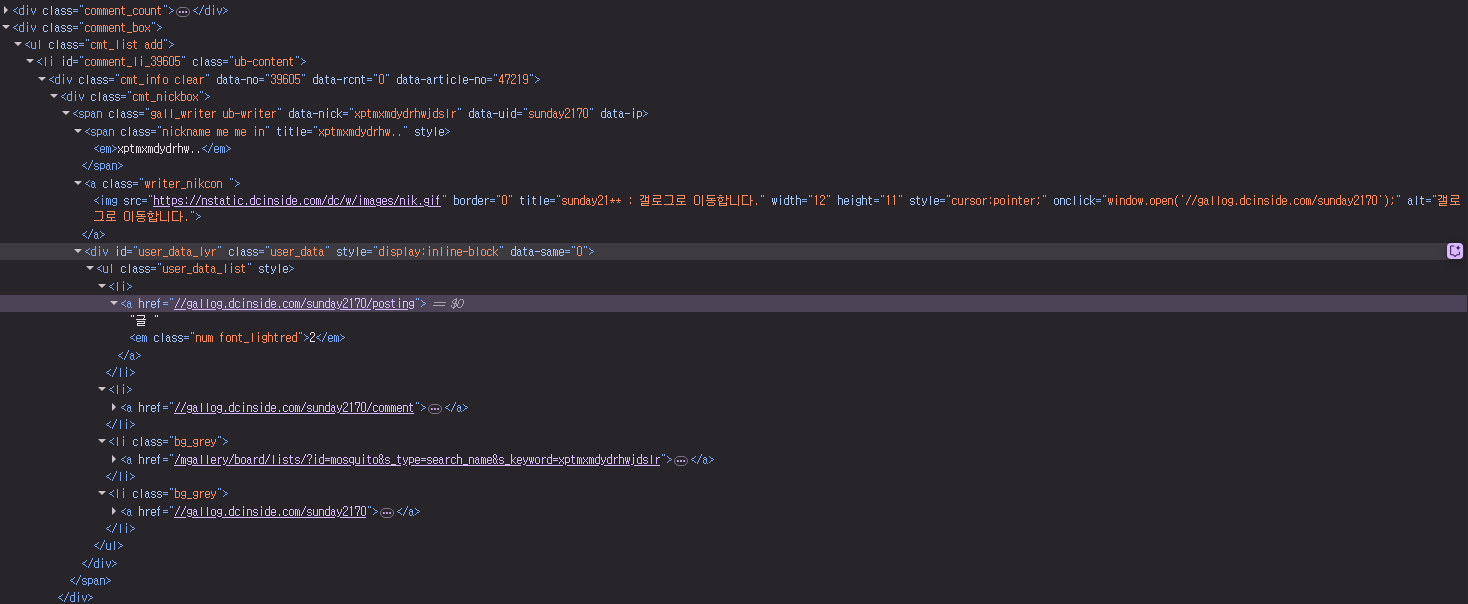 <div class="comment_count"> ⋯ </div>
<div class="comment_box">
<ul class="cmt_list add">
<li id="comment_li_39605" class="ub-content">
<div class="cmt_info clear" data-no="39605" data-rcnt="0" data-article-no="47219">
<div class="cmt_nickbox">
<span class="gall_writer ub-writer" data-nick="xptmxmdydrhwjdslr" data-uid="sunday2170" data-ip>
<span class="nickname me me in" title="xptmxmdydrhw.." style>
<em>xptmxmdydrhw..</em>
</span>
<a class="writer_nikcon ">
<img src="https://nstatic.dcinside.com/dc/w/images/nik.gif" border="0" title="sunday21** : 갤로그로 이동합니다." width="12" height="11" style="cursor:pointer;" onclick="window.open('//gallog.dcinside.com/sunday2170');" alt="갤로
그로 이동합니다.">
</a>
<div id="user_data_lyr" class="user_data" style="display:inline-block" data-same="0">
<ul class="user_data_list" style>
<li>
<a href="//gallog.dcinside.com/sunday2170/posting"> == $0
"글 "
<em class="num font_lightred">2</em>
</a>
</li>
<li>
<a href="//gallog.dcinside.com/sunday2170/comment"> ⋯ </a>
</li>
<li class="bg_grey">
<a href="/mgallery/board/lists/?id=mosquito&s_type=search_name&s_keyword=xptmxmdydrhwjdslr"> ⋯ </a>
</li>
<li class="bg_grey">
<a href="//gallog.dcinside.com/sunday2170"> ⋯ </a>
</li>
</ul>
</div>
</span>
</div>